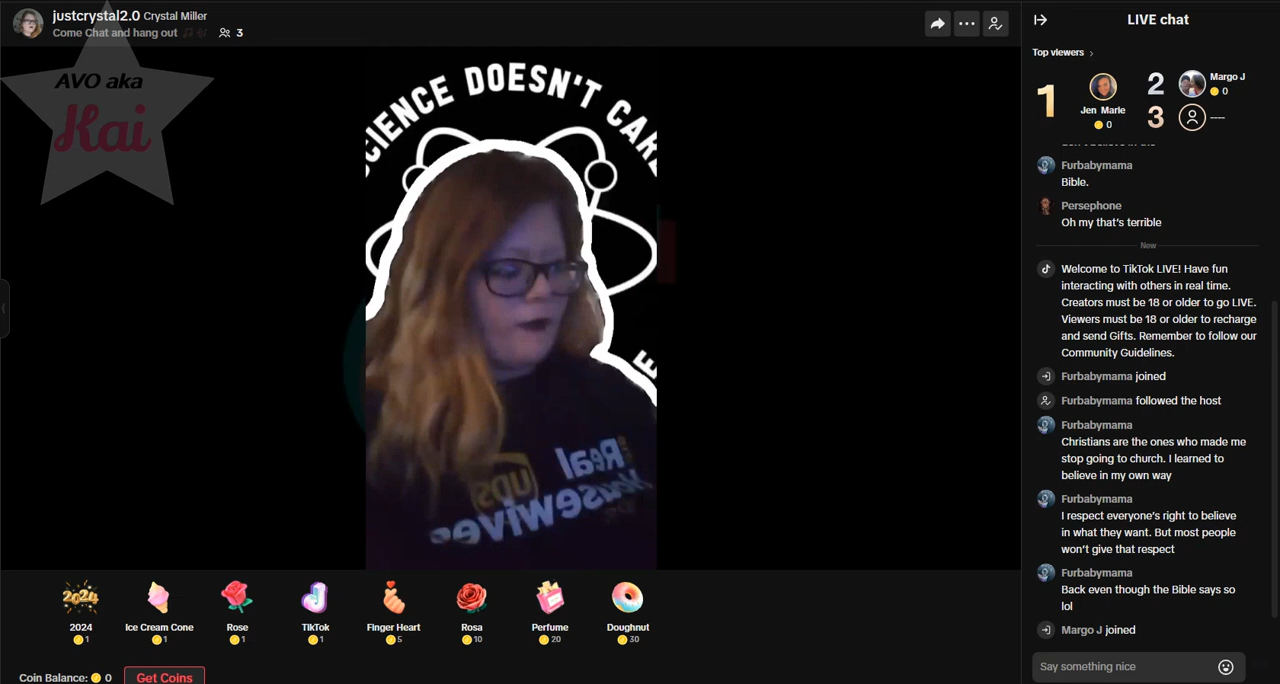 justcrystal2.0 Crystal Miller
Come Chat and hang out
3
AVO aka
Kai
SCIENCE DOESN'T CARE
Real
UPS
Housewives
2024
1
Ice Cream Cone
1
Rose
1
TikTok
1
Finger Heart
5
Rosa
10
Perfume
20
Doughnut
30
Coin Balance: 0
Get Coins
LIVE chat
Top viewers
1
Jen Marie
0
2
Margo J
0
3
----
Furbabymama
Bible.
Persephone
Oh my that's terrible
New
Welcome to TikTok LIVE! Have fun
interacting with others in real time.
Creators must be 18 or older to go LIVE.
Viewers must be 18 or older to recharge
and send Gifts. Remember to follow our
Community Guidelines.
Furbabymama joined
Furbabymama followed the host
Furbabymama
Christians are the ones who made me
stop going to church. I learned to
believe in my own way
Furbabymama
I respect everyone's right to believe
in what they want. But most people
won't give that respect
Furbabymama
Back even though the Bible says so
lol
Margo J joined
Say something nice